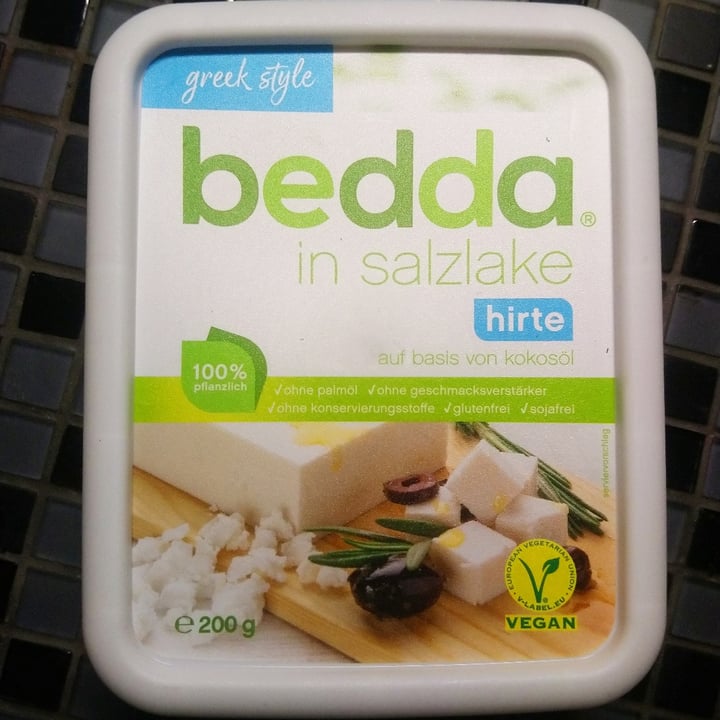 greek style
bedda®
in salzlake
hirte
auf basis von kokosöl
100%
pflanzlich
✓ohne palmöl ✓ohne geschmacksverstärker
✓ohne konservierungsstoffe ✓glutenfrei ✓sojafrei
serviervorschlag
EUROPEAN VEGETARIAN UNION
V-LABEL.EU
VEGAN
℮ 200 g